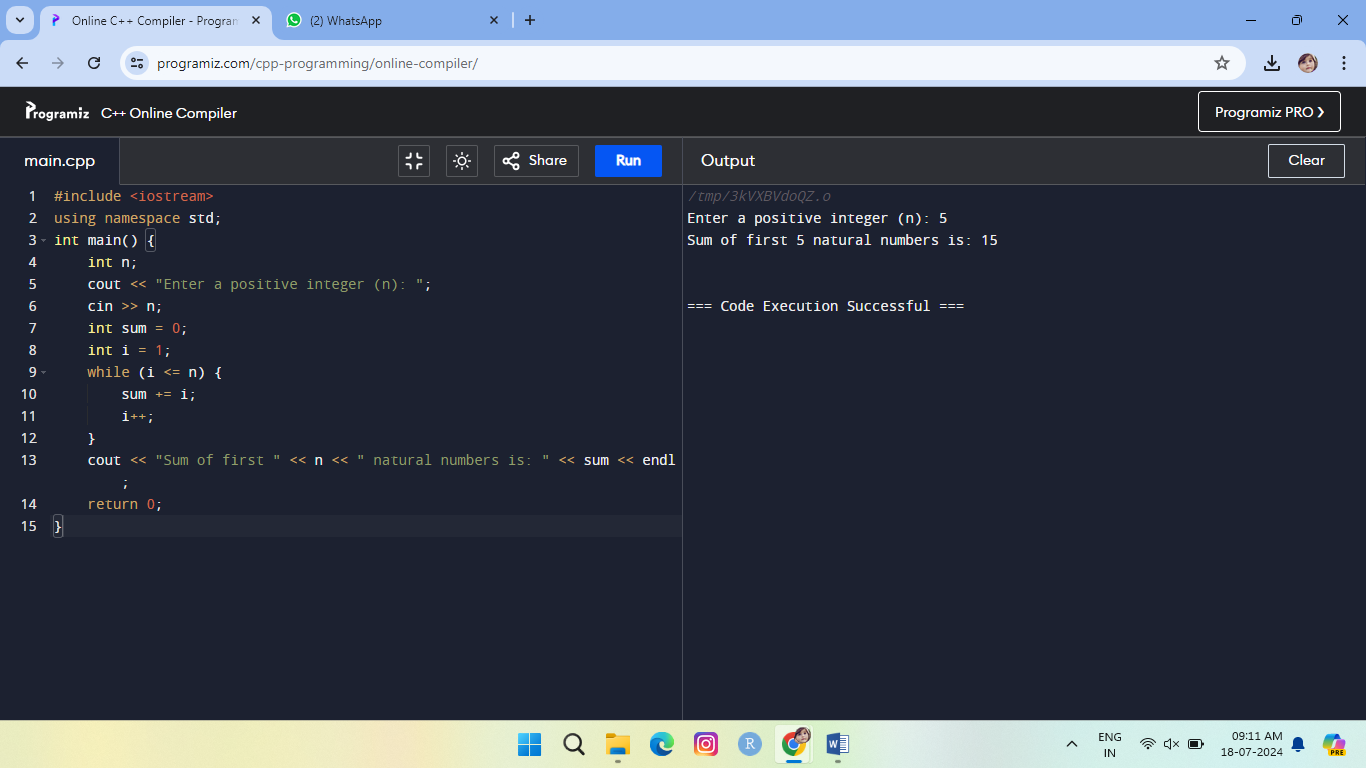 Online C++ Compiler - Program
(2) WhatsApp
programiz.com/cpp-programming/online-compiler/
Programiz C++ Online Compiler
Programiz PRO ❯
main.cpp
Share
Run
Output
Clear
1 #include <iostream>
2 using namespace std;
3 int main() {
4 int n;
5 cout << "Enter a positive integer (n): ";
6 cin >> n;
7 int sum = 0;
8 int i = 1;
9 while (i <= n) {
10 sum += i;
11 i++;
12 }
13 cout << "Sum of first " << n << " natural numbers is: " << sum << endl
;
14 return 0;
15 }
/tmp/3kVXBVdoQZ.o
Enter a positive integer (n): 5
Sum of first 5 natural numbers is: 15
=== Code Execution Successful ===
R
W
ENG
IN
09:11 AM
18-07-2024
PRE